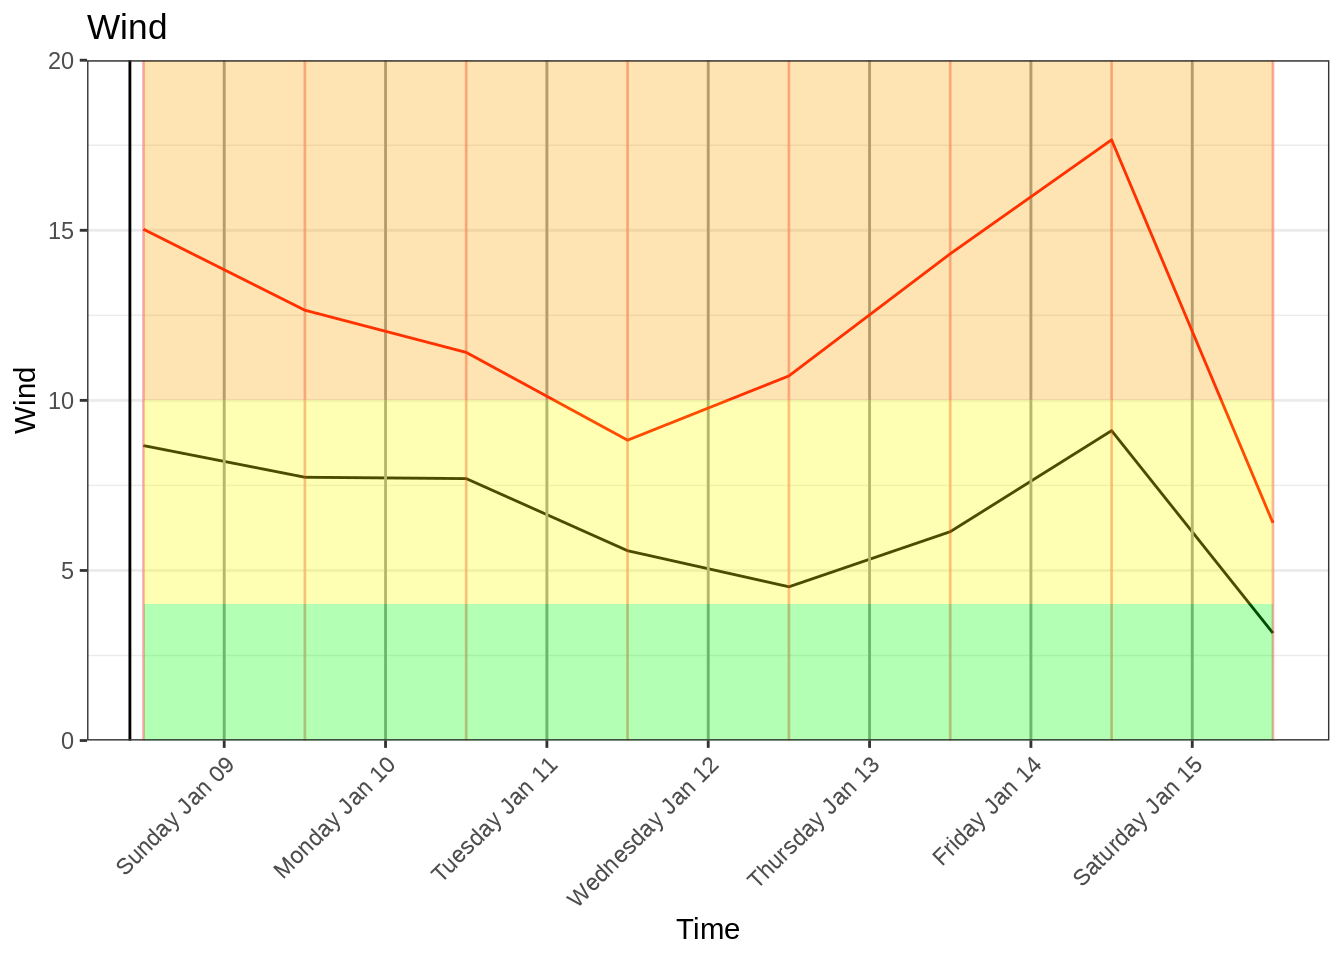 Wind
20
15
10
5
0
Wind
Sunday Jan 09
Monday Jan 10
Tuesday Jan 11
Wednesday Jan 12
Thursday Jan 13
Friday Jan 14
Saturday Jan 15
Time